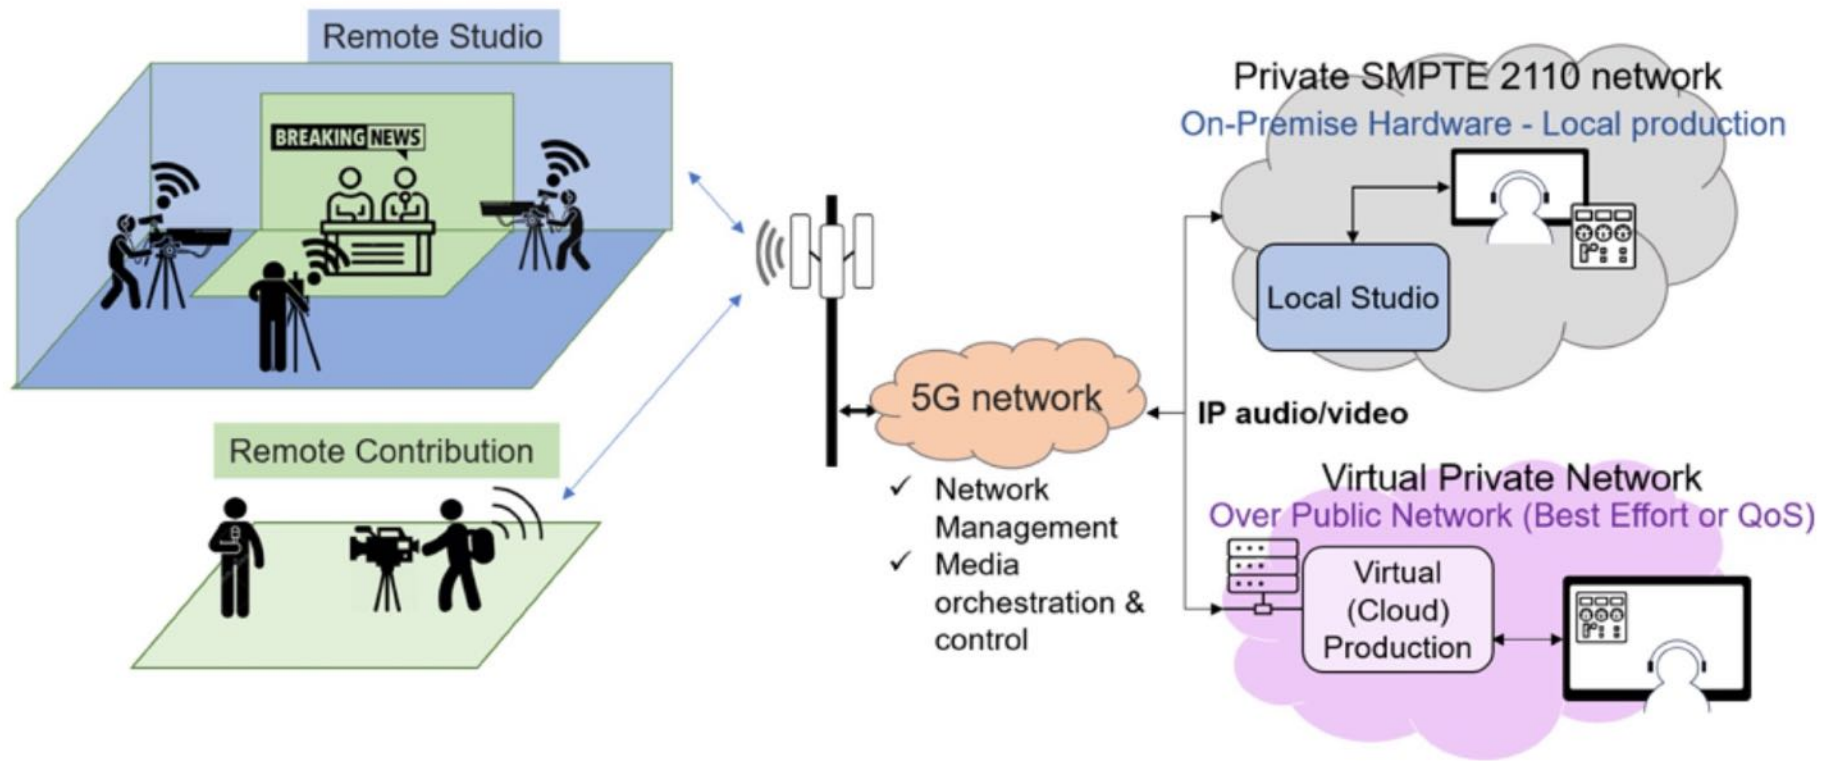 Remote Studio
BREAKING NEWS
Remote Contribution
5G network
✓ Network
Management
✓ Media
orchestration &
control
Private SMPTE 2110 network
On-Premise Hardware - Local production
Local Studio
IP audio/video
Virtual Private Network
Over Public Network (Best Effort or QoS)
Virtual
(Cloud)
Production